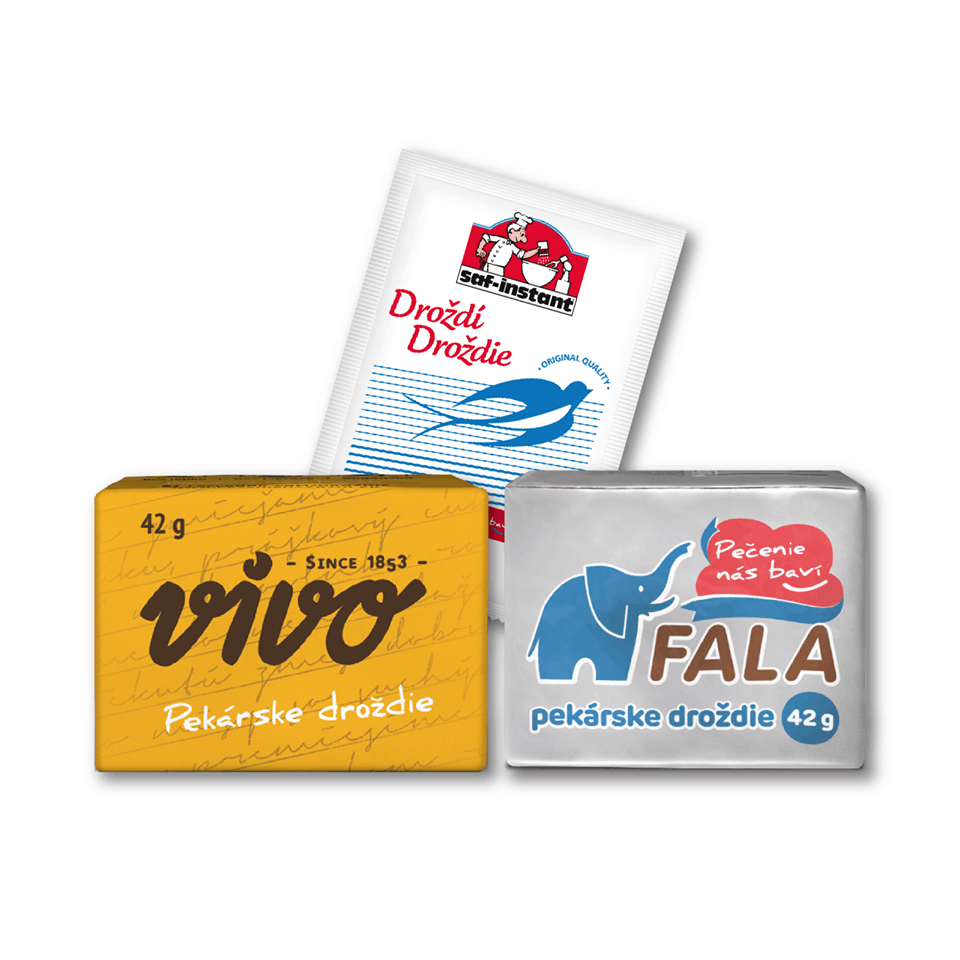 saf-instant
Droždí
Droždie
• ORIGINAL QUALITY •
42 g
- SINCE 1853 -
vivo
Pekárske droždie
Pečenie
nás baví
FALA
pekárske droždie 42 g